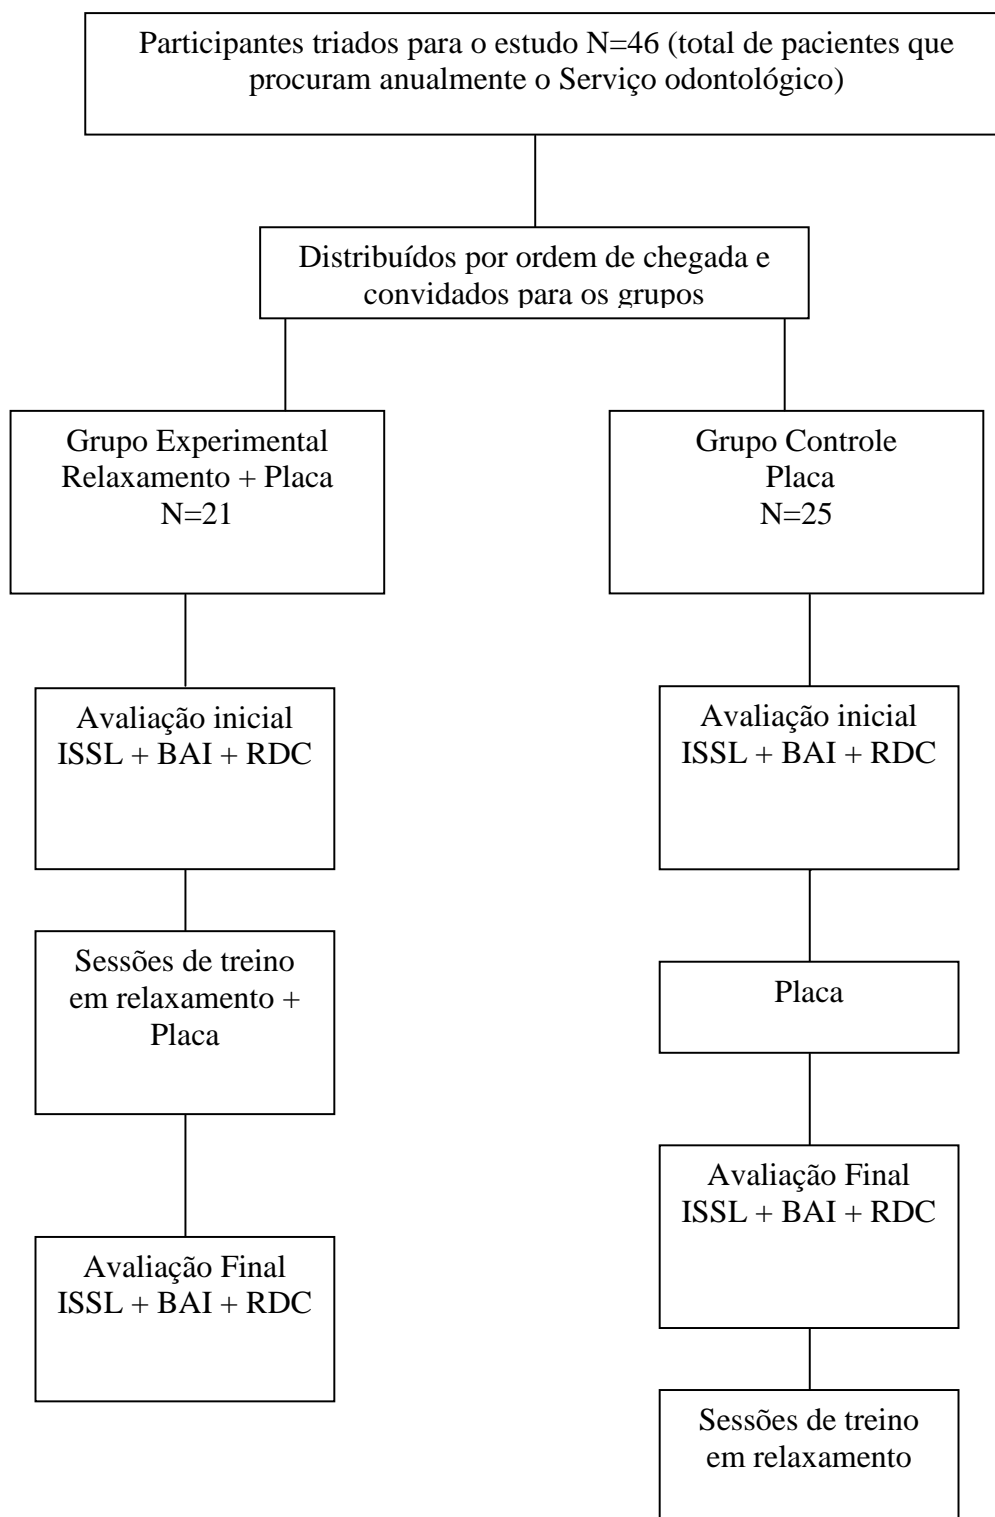 Participantes triados para o estudo N=46 (total de pacientes que
procuram anualmente o Serviço odontológico)
Distribuídos por ordem de chegada e
convidados para os grupos
Grupo Experimental
Relaxamento + Placa
N=21
Grupo Controle
Placa
N=25
Avaliação inicial
ISSL + BAI + RDC
Avaliação inicial
ISSL + BAI + RDC
Sessões de treino
em relaxamento +
Placa
Placa
Avaliação Final
ISSL + BAI + RDC
Avaliação Final
ISSL + BAI + RDC
Sessões de treino
em relaxamento